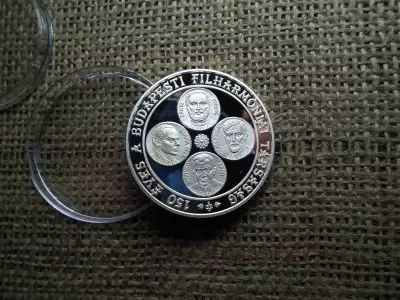 150 ÉVES A BUDAPESTI FILHARMÓNIAI TÁRSASÁG